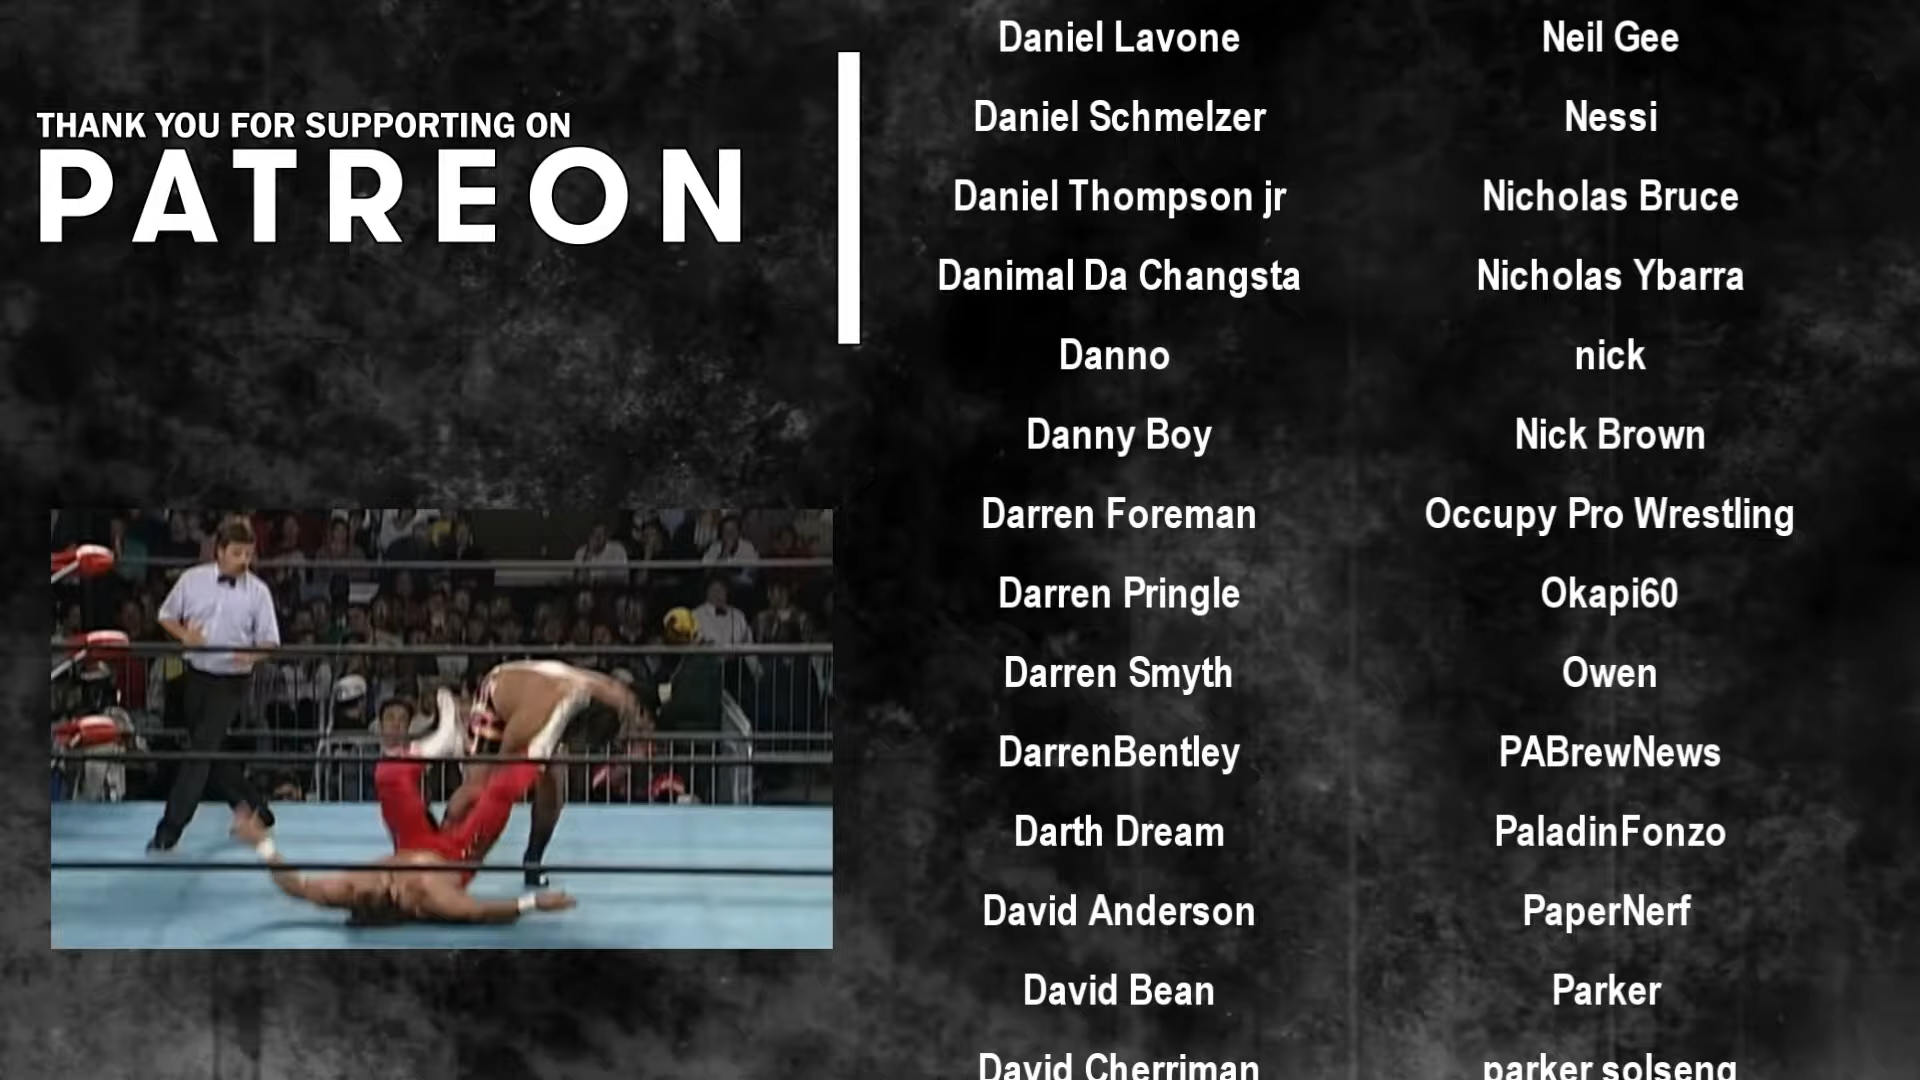 THANK YOU FOR SUPPORTING ON
PATREON
Daniel Lavone
Daniel Schmelzer
Daniel Thompson jr
Danimal Da Changsta
Danno
Danny Boy
Darren Foreman
Darren Pringle
Darren Smyth
DarrenBentley
Darth Dream
David Anderson
David Bean
David Cherriman
Neil Gee
Nessi
Nicholas Bruce
Nicholas Ybarra
nick
Nick Brown
Occupy Pro Wrestling
Okapi60
Owen
PABrewNews
PaladinFonzo
PaperNerf
Parker
parker solseng